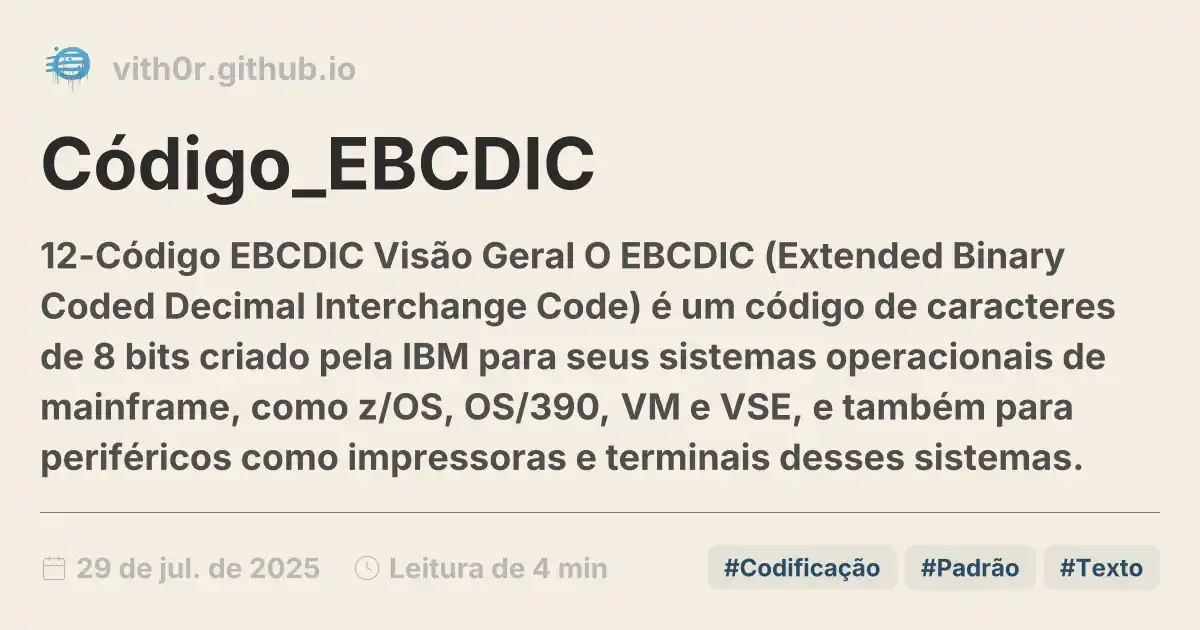 vith0r.github.io
Código_EBCDIC
12-Código EBCDIC Visão Geral O EBCDIC (Extended Binary
Coded Decimal Interchange Code) é um código de caracteres
de 8 bits criado pela IBM para seus sistemas operacionais de
mainframe, como z/OS, OS/390, VM e VSE, e também para
periféricos como impressoras e terminais desses sistemas.
29 de jul. de 2025 Leitura de 4 min #Codificação #Padrão #Texto